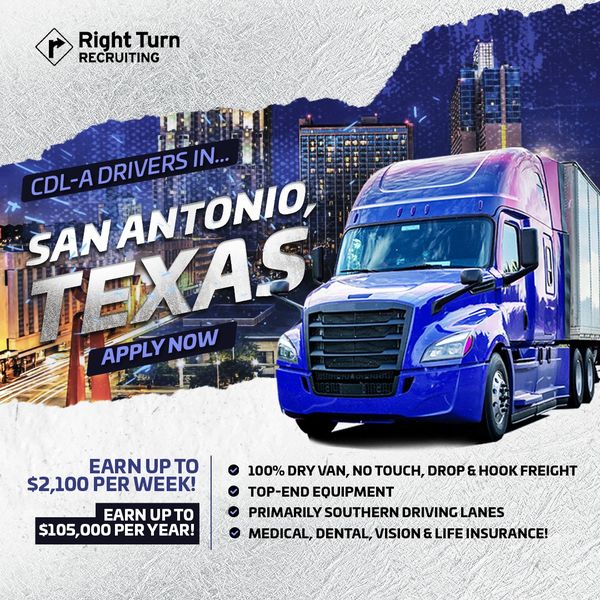 Right Turn
RECRUITING
CDL-A DRIVERS IN...
SAN ANTONIO,
TEXAS
APPLY NOW
EARN UP TO
$2,100 PER WEEK!
EARN UP TO
$105,000 PER YEAR!
100% DRY VAN, NO TOUCH, DROP & HOOK FREIGHT
TOP-END EQUIPMENT
PRIMARILY SOUTHERN DRIVING LANES
MEDICAL, DENTAL, VISION & LIFE INSURANCE!